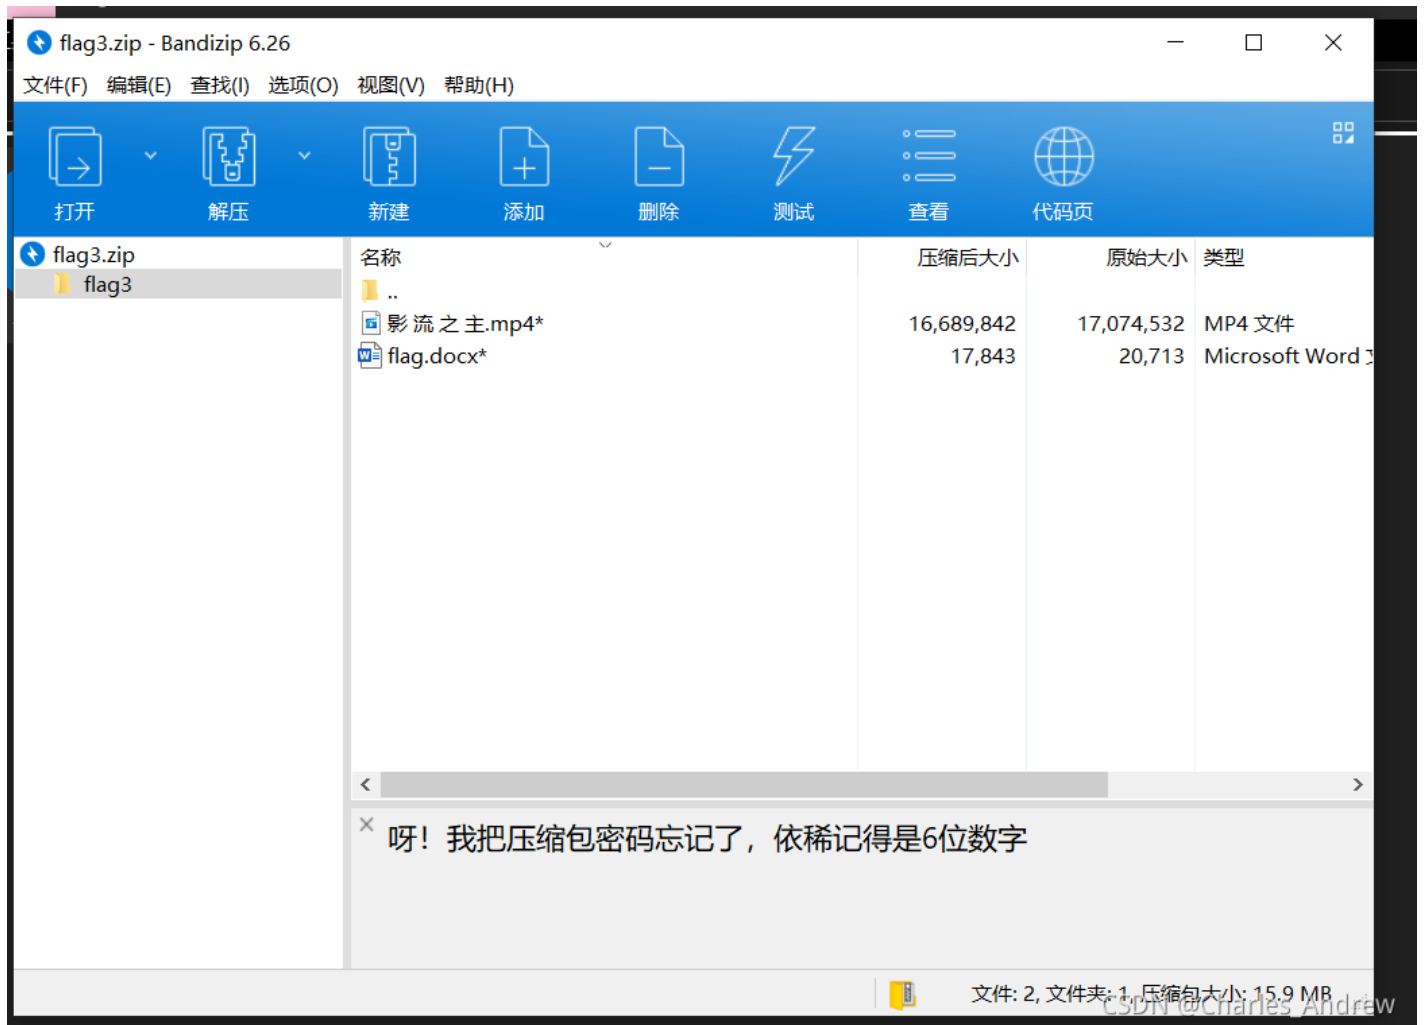 flag3.zip - Bandizip 6.26
文件(F) 编辑(E) 查找(I) 选项(O) 视图(V) 帮助(H)
打开 解压 新建 添加 删除 测试 查看 代码页
flag3.zip
flag3
名称 压缩后大小 原始大小 类型
..
影 流 之 主.mp4* 16,689,842 17,074,532 MP4 文件
flag.docx* 17,843 20,713 Microsoft Word
呀！我把压缩包密码忘记了，依稀记得是6位数字
文件: 2, 文件夹: 1, 压缩包大小: 15.9 MB
CSDN @Charles_Andrew